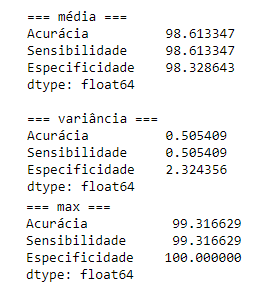 === média ===
Acurácia 98.613347
Sensibilidade 98.613347
Especificidade 98.328643
dtype: float64
=== variância ===
Acurácia 0.505409
Sensibilidade 0.505409
Especificidade 2.324356
dtype: float64
=== max ===
Acurácia 99.316629
Sensibilidade 99.316629
Especificidade 100.000000
dtype: float64